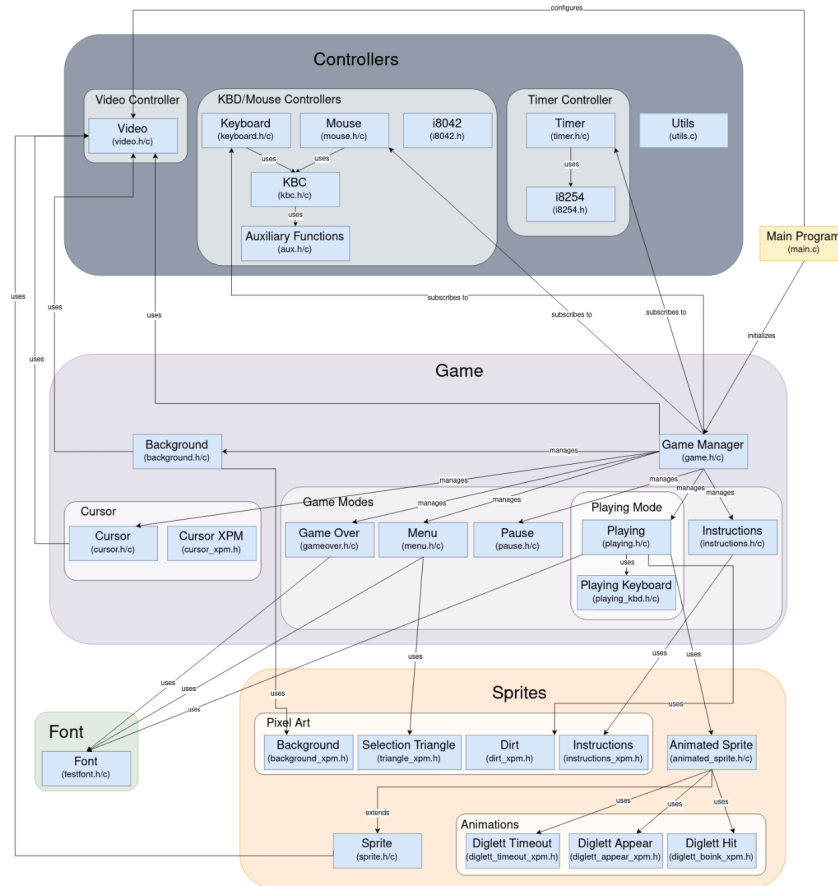 configures
Controllers
Video Controller
KBD/Mouse Controllers
Timer Controller
Video
(video.h/c)
Keyboard
(keyboard.h/c)
Mouse
(mouse.h/c)
i8042
(i8042.h)
Timer
(timer.h/c)
Utils
(utils.c)
uses
uses
uses
KBC
(kbc.h/c)
i8254
(i8254.h)
uses
Auxiliary Functions
(aux.h/c)
Main Program
(main.c)
uses
uses
uses
uses
subscribes to
subscribes to
subscribes to
initializes
Game
Background
(background.h/c)
manages
Game Manager
(game.h/c)
manages
manages
manages
manages
manages
manages
Cursor
Game Modes
Playing Mode
Cursor
(cursor.h/c)
Cursor XPM
(cursor_xpm.h)
Game Over
(gameover.h/c)
Menu
(menu.h/c)
Pause
(pause.h/c)
Playing
(playing.h/c)
Instructions
(instructions.h/c)
uses
Playing Keyboard
(playing_kbd.h/c)
uses
uses
uses
uses
uses
uses
uses
uses
Sprites
Font
Pixel Art
Font
(testfont.h/c)
Background
(background_xpm.h)
Selection Triangle
(triangle_xpm.h)
Dirt
(dirt_xpm.h)
Instructions
(instructions_xpm.h)
Animated Sprite
(animated_sprite.h/c)
extends
uses
uses
uses
Animations
Sprite
(sprite.h/c)
Diglett Timeout
(diglett_timeout_xpm.h)
Diglett Appear
(diglett_appear_xpm.h)
Diglett Hit
(diglett_boink_xpm.h)